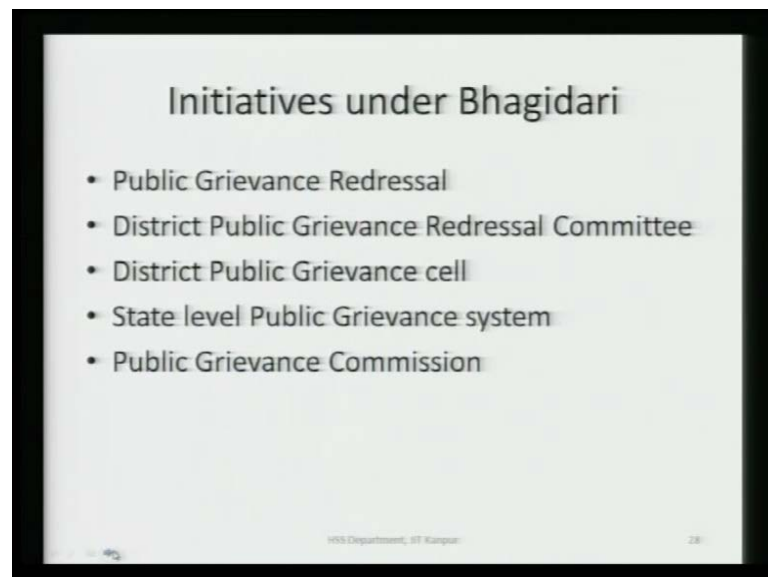 Initiatives under Bhagidari
• Public Grievance Redressal
• District Public Grievance Redressal Committee
• District Public Grievance cell
• State level Public Grievance system
• Public Grievance Commission
HSS Department, IIT Kanpur
28